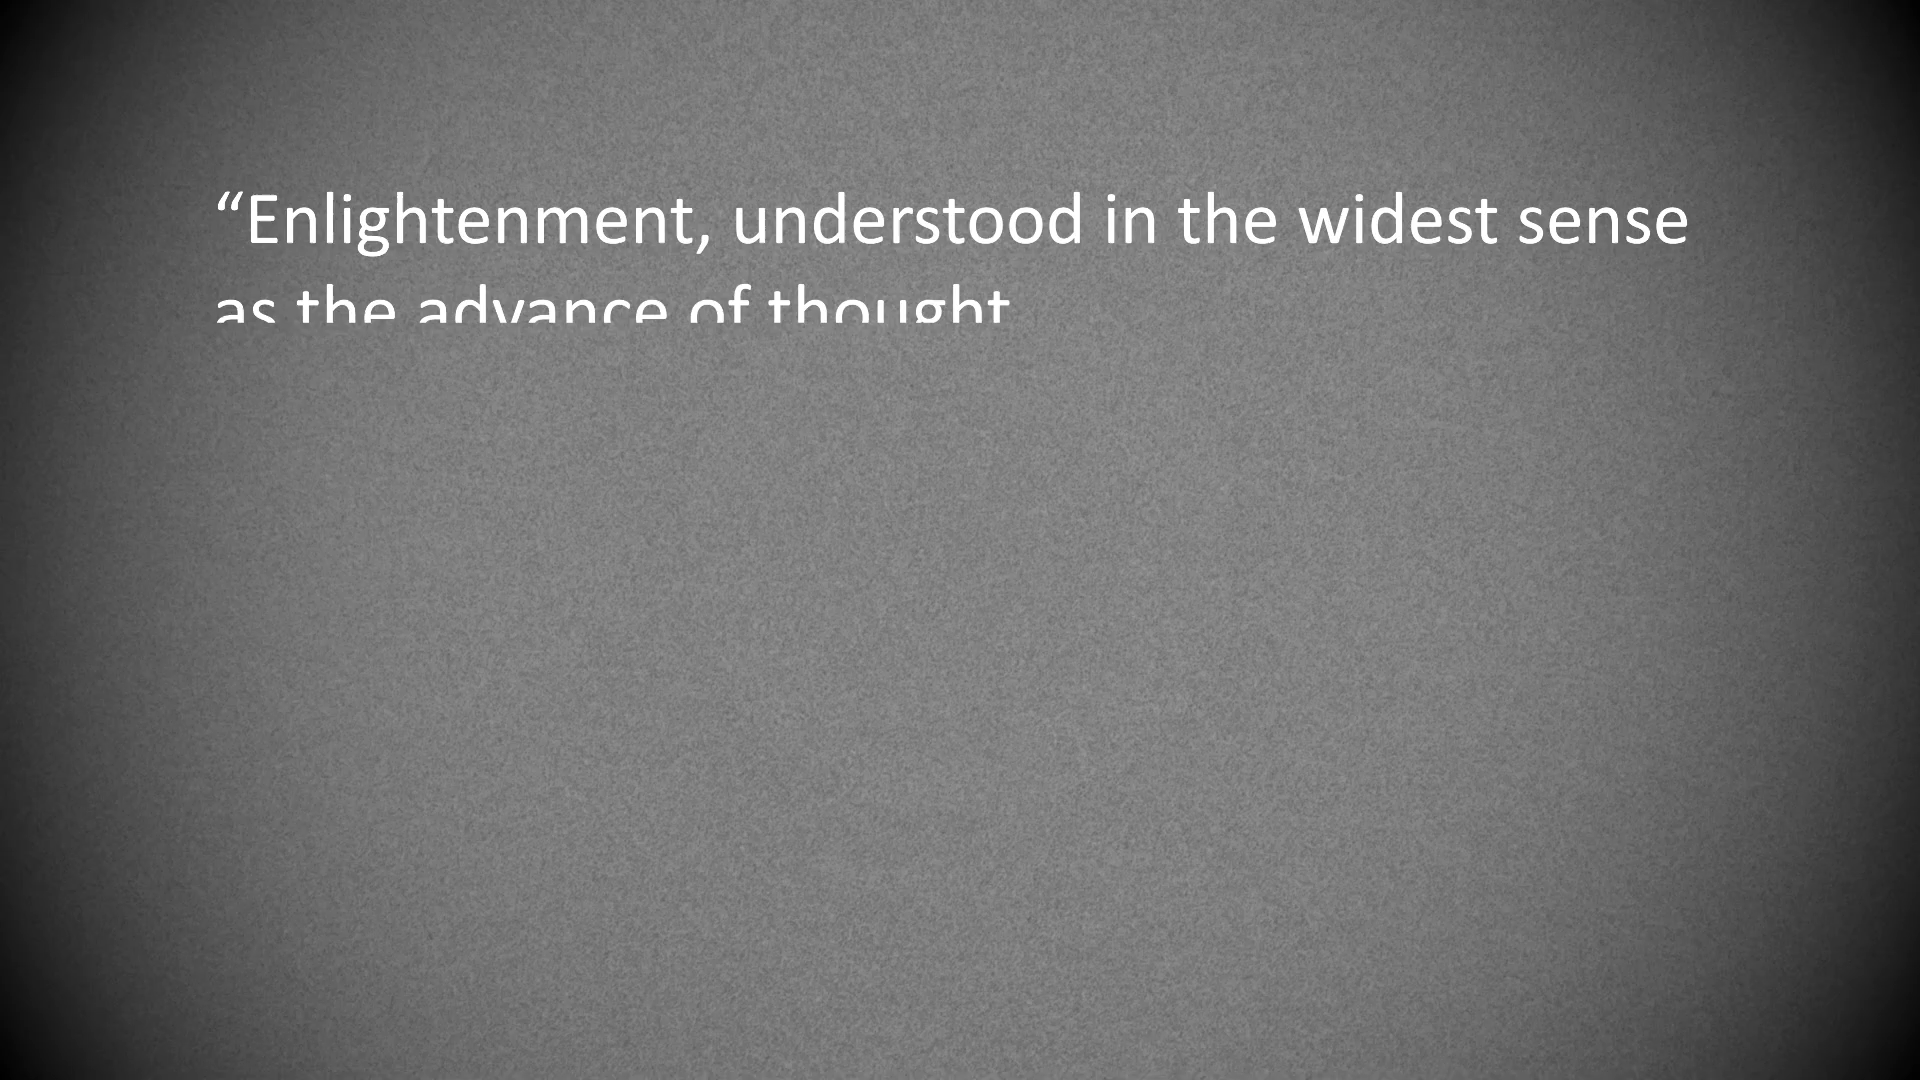 “Enlightenment, understood in the widest sense
as the advance of thought